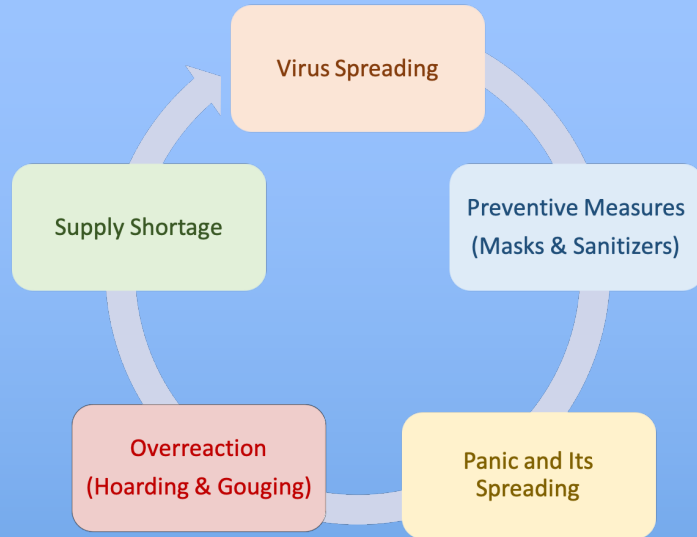 Virus Spreading
Preventive Measures
(Masks & Sanitizers)
Panic and Its
Spreading
Overreaction
(Hoarding & Gouging)
Supply Shortage